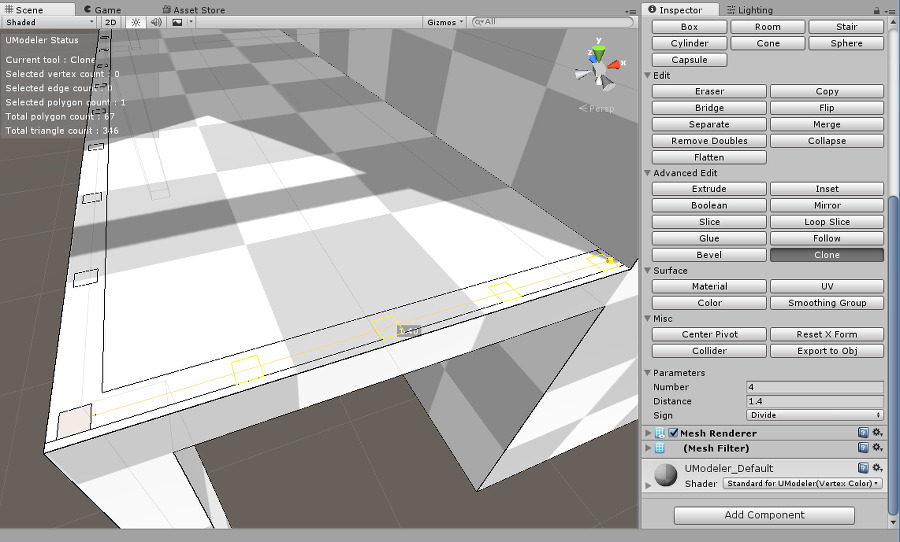 Scene
Game
Asset Store
Shaded
2D
Gizmos
All
UModeler Status
Current tool : Clone
Selected vertex count : 0
Selected edge count : 0
Selected polygon count : 1
Total polygon count : 67
Total triangle count : 346
y
z
x
Persp
Inspector
Lighting
Box
Room
Stair
Cylinder
Cone
Sphere
Capsule
Edit
Eraser
Copy
Bridge
Flip
Separate
Merge
Remove Doubles
Collapse
Flatten
Advanced Edit
Extrude
Inset
Boolean
Mirror
Slice
Loop Slice
Glue
Follow
Bevel
Clone
Surface
Material
UV
Color
Smoothing Group
Misc
Center Pivot
Reset X Form
Collider
Export to Obj
Parameters
Number 4
Distance 1.4
Sign Divide
Mesh Renderer
(Mesh Filter)
UModeler_Default
Shader Standard for UModeler(Vertex Color)
Add Component